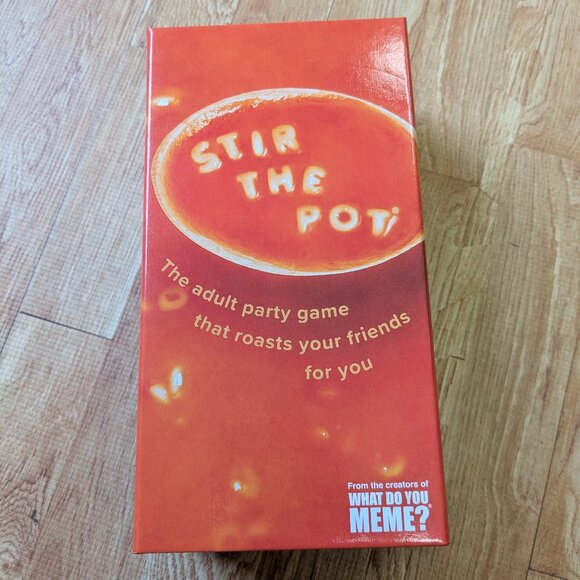 STIR
THE
POT®
The adult party game
that roasts your friends
for you
From the creators of
WHAT DO YOU
MEME?®